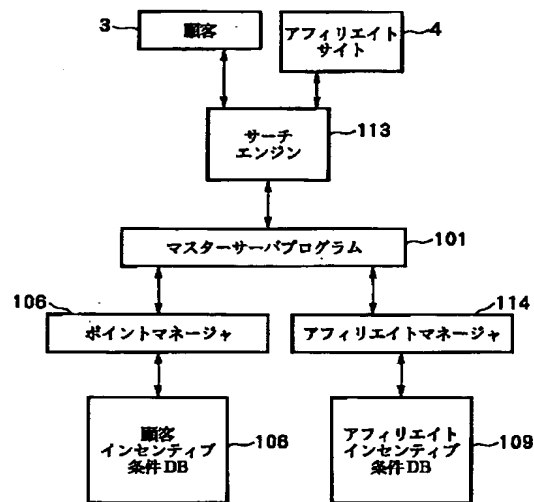 3
顧客
アフィリエイト
サイト
4
サーチ
エンジン
113
マスターサーバプログラム
101
106
ポイントマネージャ
114
アフィリエイトマネージャ
顧客
インセンティブ
条件DB
108
アフィリエイト
インセンティブ
条件DB
109